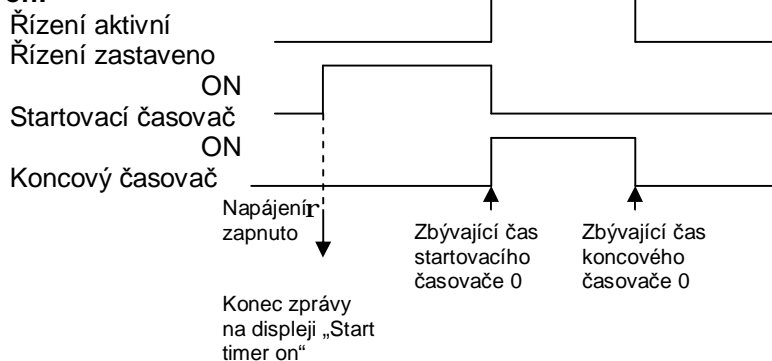 Řízení aktivní
Řízení zastaveno
ON
Startovací časovač
ON
Koncový časovač
Napájení r
zapnuto
Zbývající čas
startovacího
časovače 0
Zbývající čas
koncového
časovače 0
Konec zprávy
na displeji „Start
timer on“